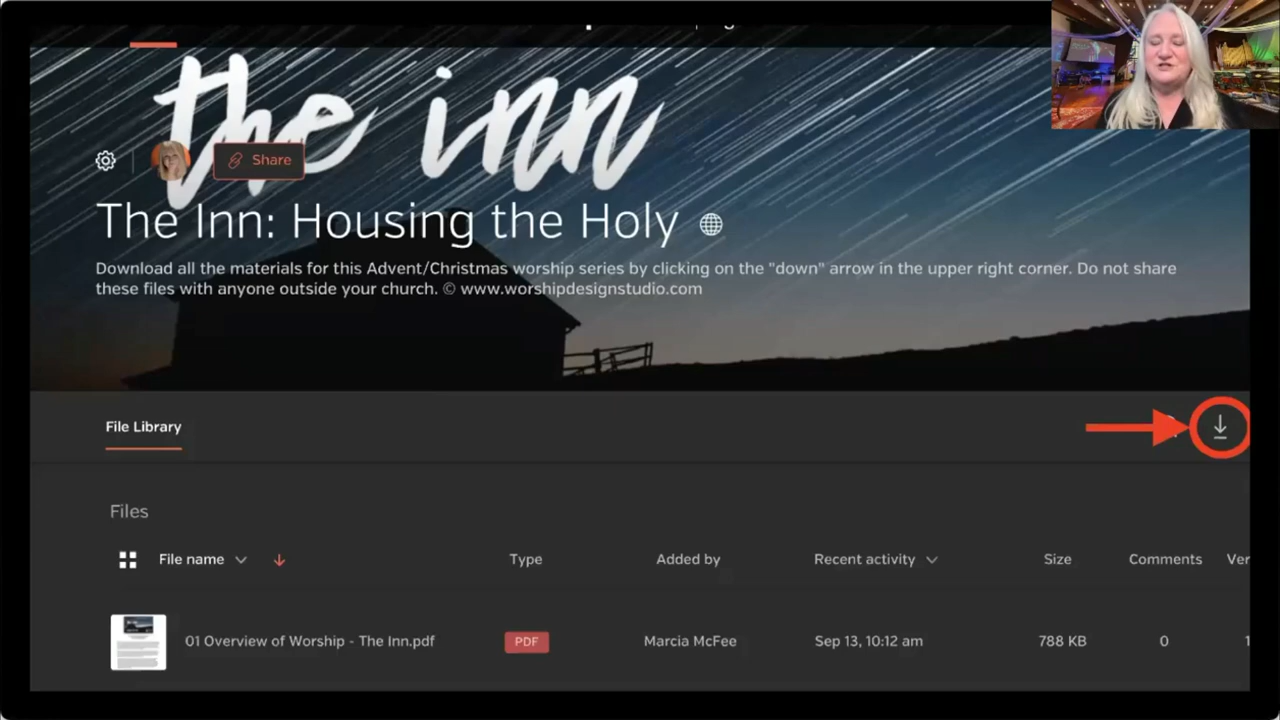 the inn
Share
The Inn: Housing the Holy
Download all the materials for this Advent/Christmas worship series by clicking on the "down" arrow in the upper right corner. Do not share
these files with anyone outside your church. © www.worshipdesignstudio.com
File Library
Files
File name Type Added by Recent activity Size Comments Ver
01 Overview of Worship - The Inn.pdf PDF Marcia McFee Sep 13, 10:12 am 788 KB 0 1